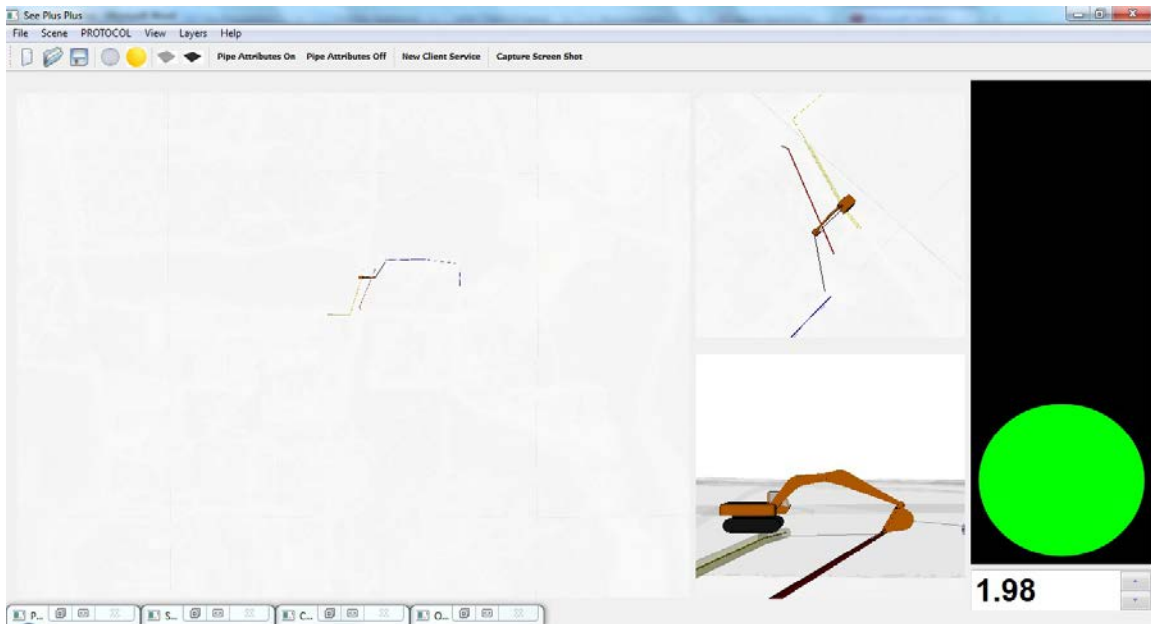 See Plus Plus
File Scene PROTOCOL View Layers Help
Pipe Attributes On Pipe Attributes Off New Client Service Capture Screen Shot
1.98
P... S... C... O...